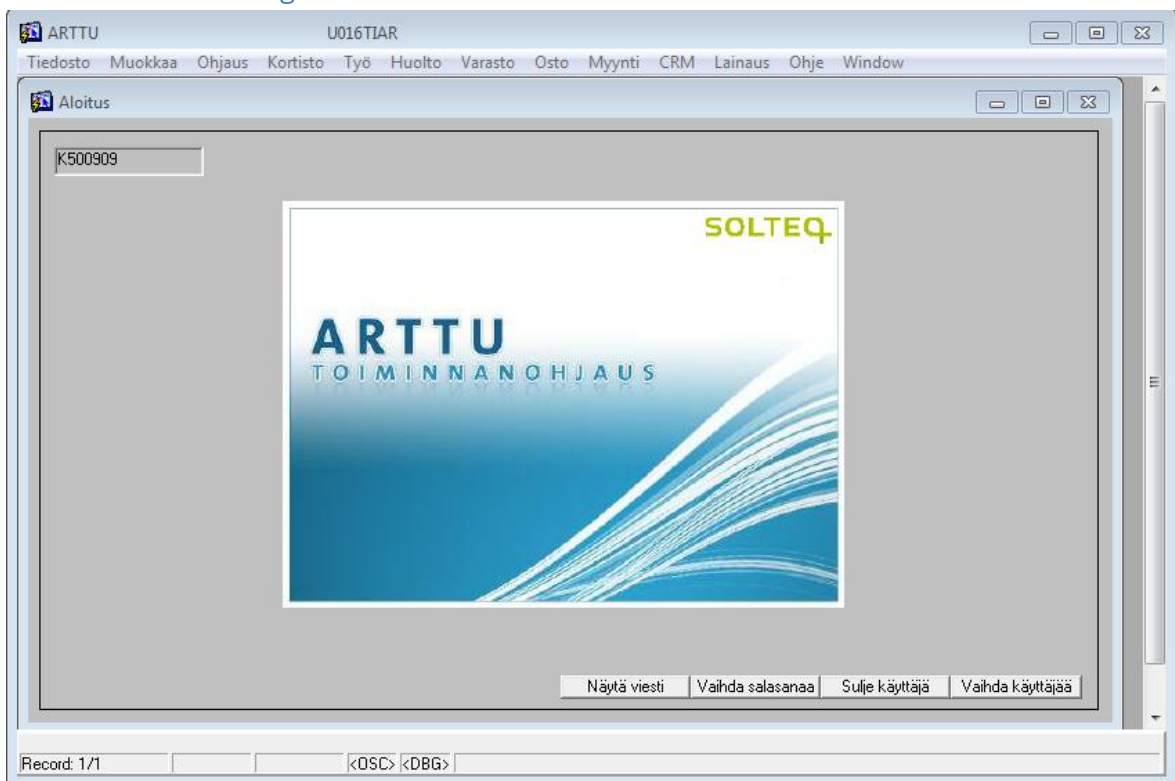 ARTTU U016TIAR
Tiedosto Muokkaa Ohjaus Kortisto Työ Huolto Varasto Osto Myynti CRM Lainaus Ohje Window
Aloitus
K500909
SOLTEQ
ARTTU
TOIMINNANOHJAUS
Näytä viesti Vaihda salasanaa Sulje käyttäjä Vaihda käyttäjää
Record: 1/1 <OSC> <DBG>